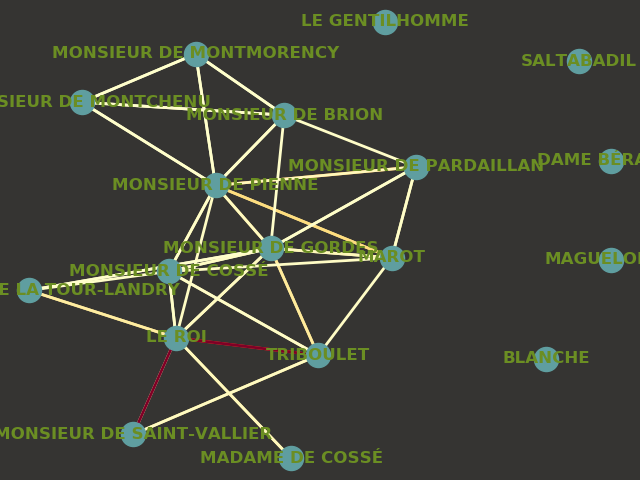 LE GENTILHOMME
MONSIEUR DE MONTMORENCY
SALTABADIL
SIEUR DE MONTCHENU
MONSIEUR DE BRION
DAME BERA
MONSIEUR DE PARDAILLAN
MONSIEUR DE PIENNE
MONSIEUR DE GORDES
MAROT
MAGUELO
MONSIEUR DE COSSÉ
E LA TOUR-LANDRY
LE ROI
TRIBOULET
BLANCHE
MONSIEUR DE SAINT-VALLIER
MADAME DE COSSÉ